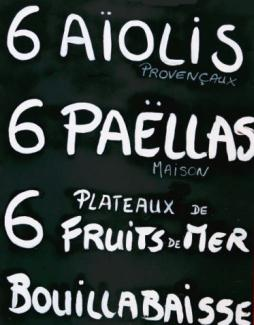 6 AÏOLIS
PROVENÇAUX
6 PAËLLAS
MAISON
6 PLATEAUX DE
FRUITS DE MER
BOUILLABAISSE